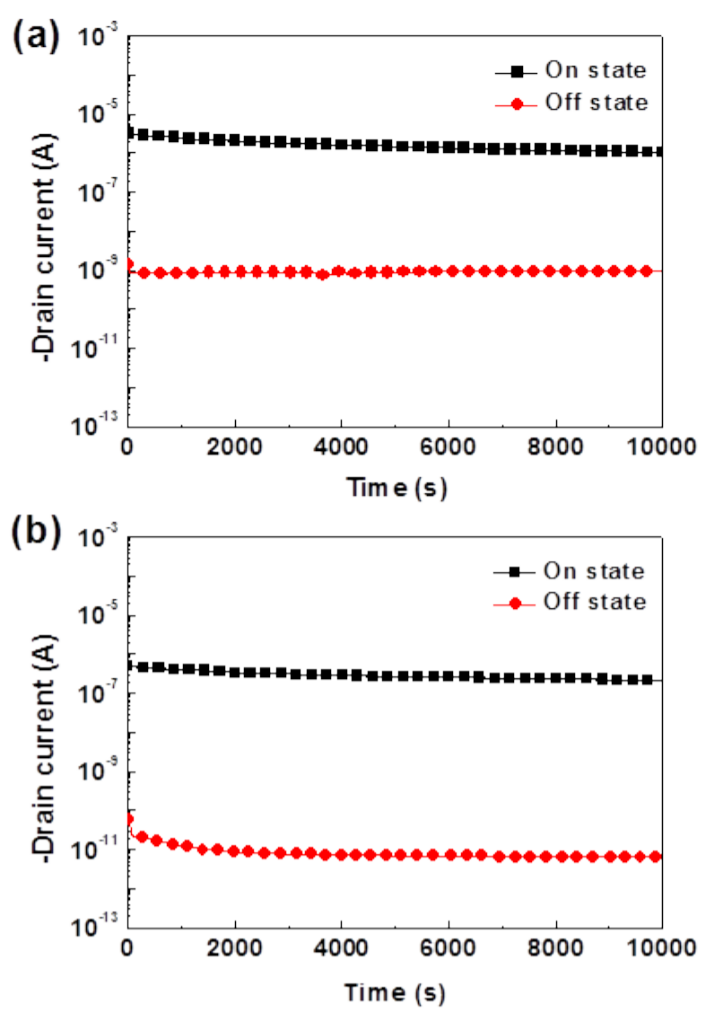 (a)
10⁻³
10⁻⁵
10⁻⁷
10⁻⁹
10⁻¹¹
10⁻¹³
-Drain current (A)
On state
Off state
0 2000 4000 6000 8000 10000
Time (s)
(b)
10⁻³
10⁻⁵
10⁻⁷
10⁻⁹
10⁻¹¹
10⁻¹³
-Drain current (A)
On state
Off state
0 2000 4000 6000 8000 10000
Time (s)